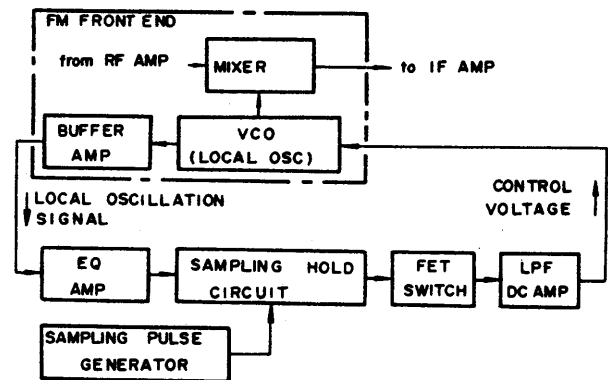 FM FRONT END
from RF AMP
MIXER
to IF AMP
BUFFER
AMP
VCO
(LOCAL OSC)
LOCAL OSCILLATION
SIGNAL
CONTROL
VOLTAGE
EQ
AMP
SAMPLING HOLD
CIRCUIT
FET
SWITCH
LPF
DC AMP
SAMPLING PULSE
GENERATOR